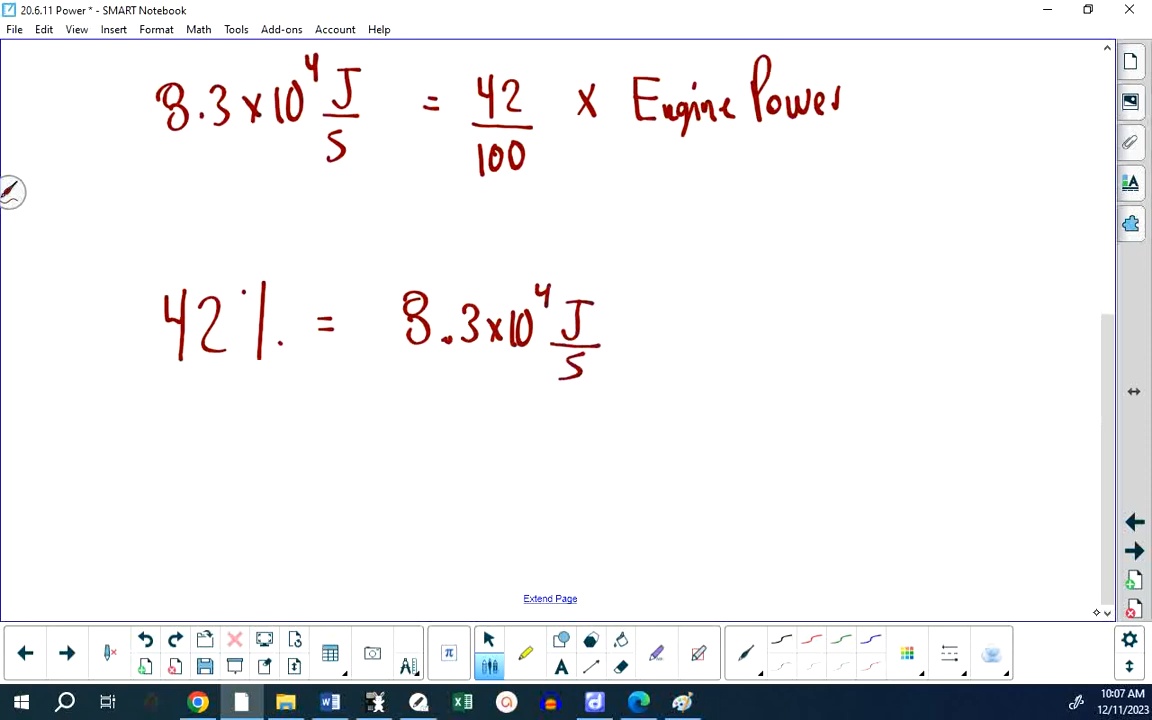 20.6.11 Power * - SMART Notebook
File Edit View Insert Format Math Tools Add-ons Account Help
8.3 x 10⁴ J/s = 42/100 x Engine Power
42 % = 8.3 x 10⁴ J/s
Extend Page
10:07 AM
12/11/2023